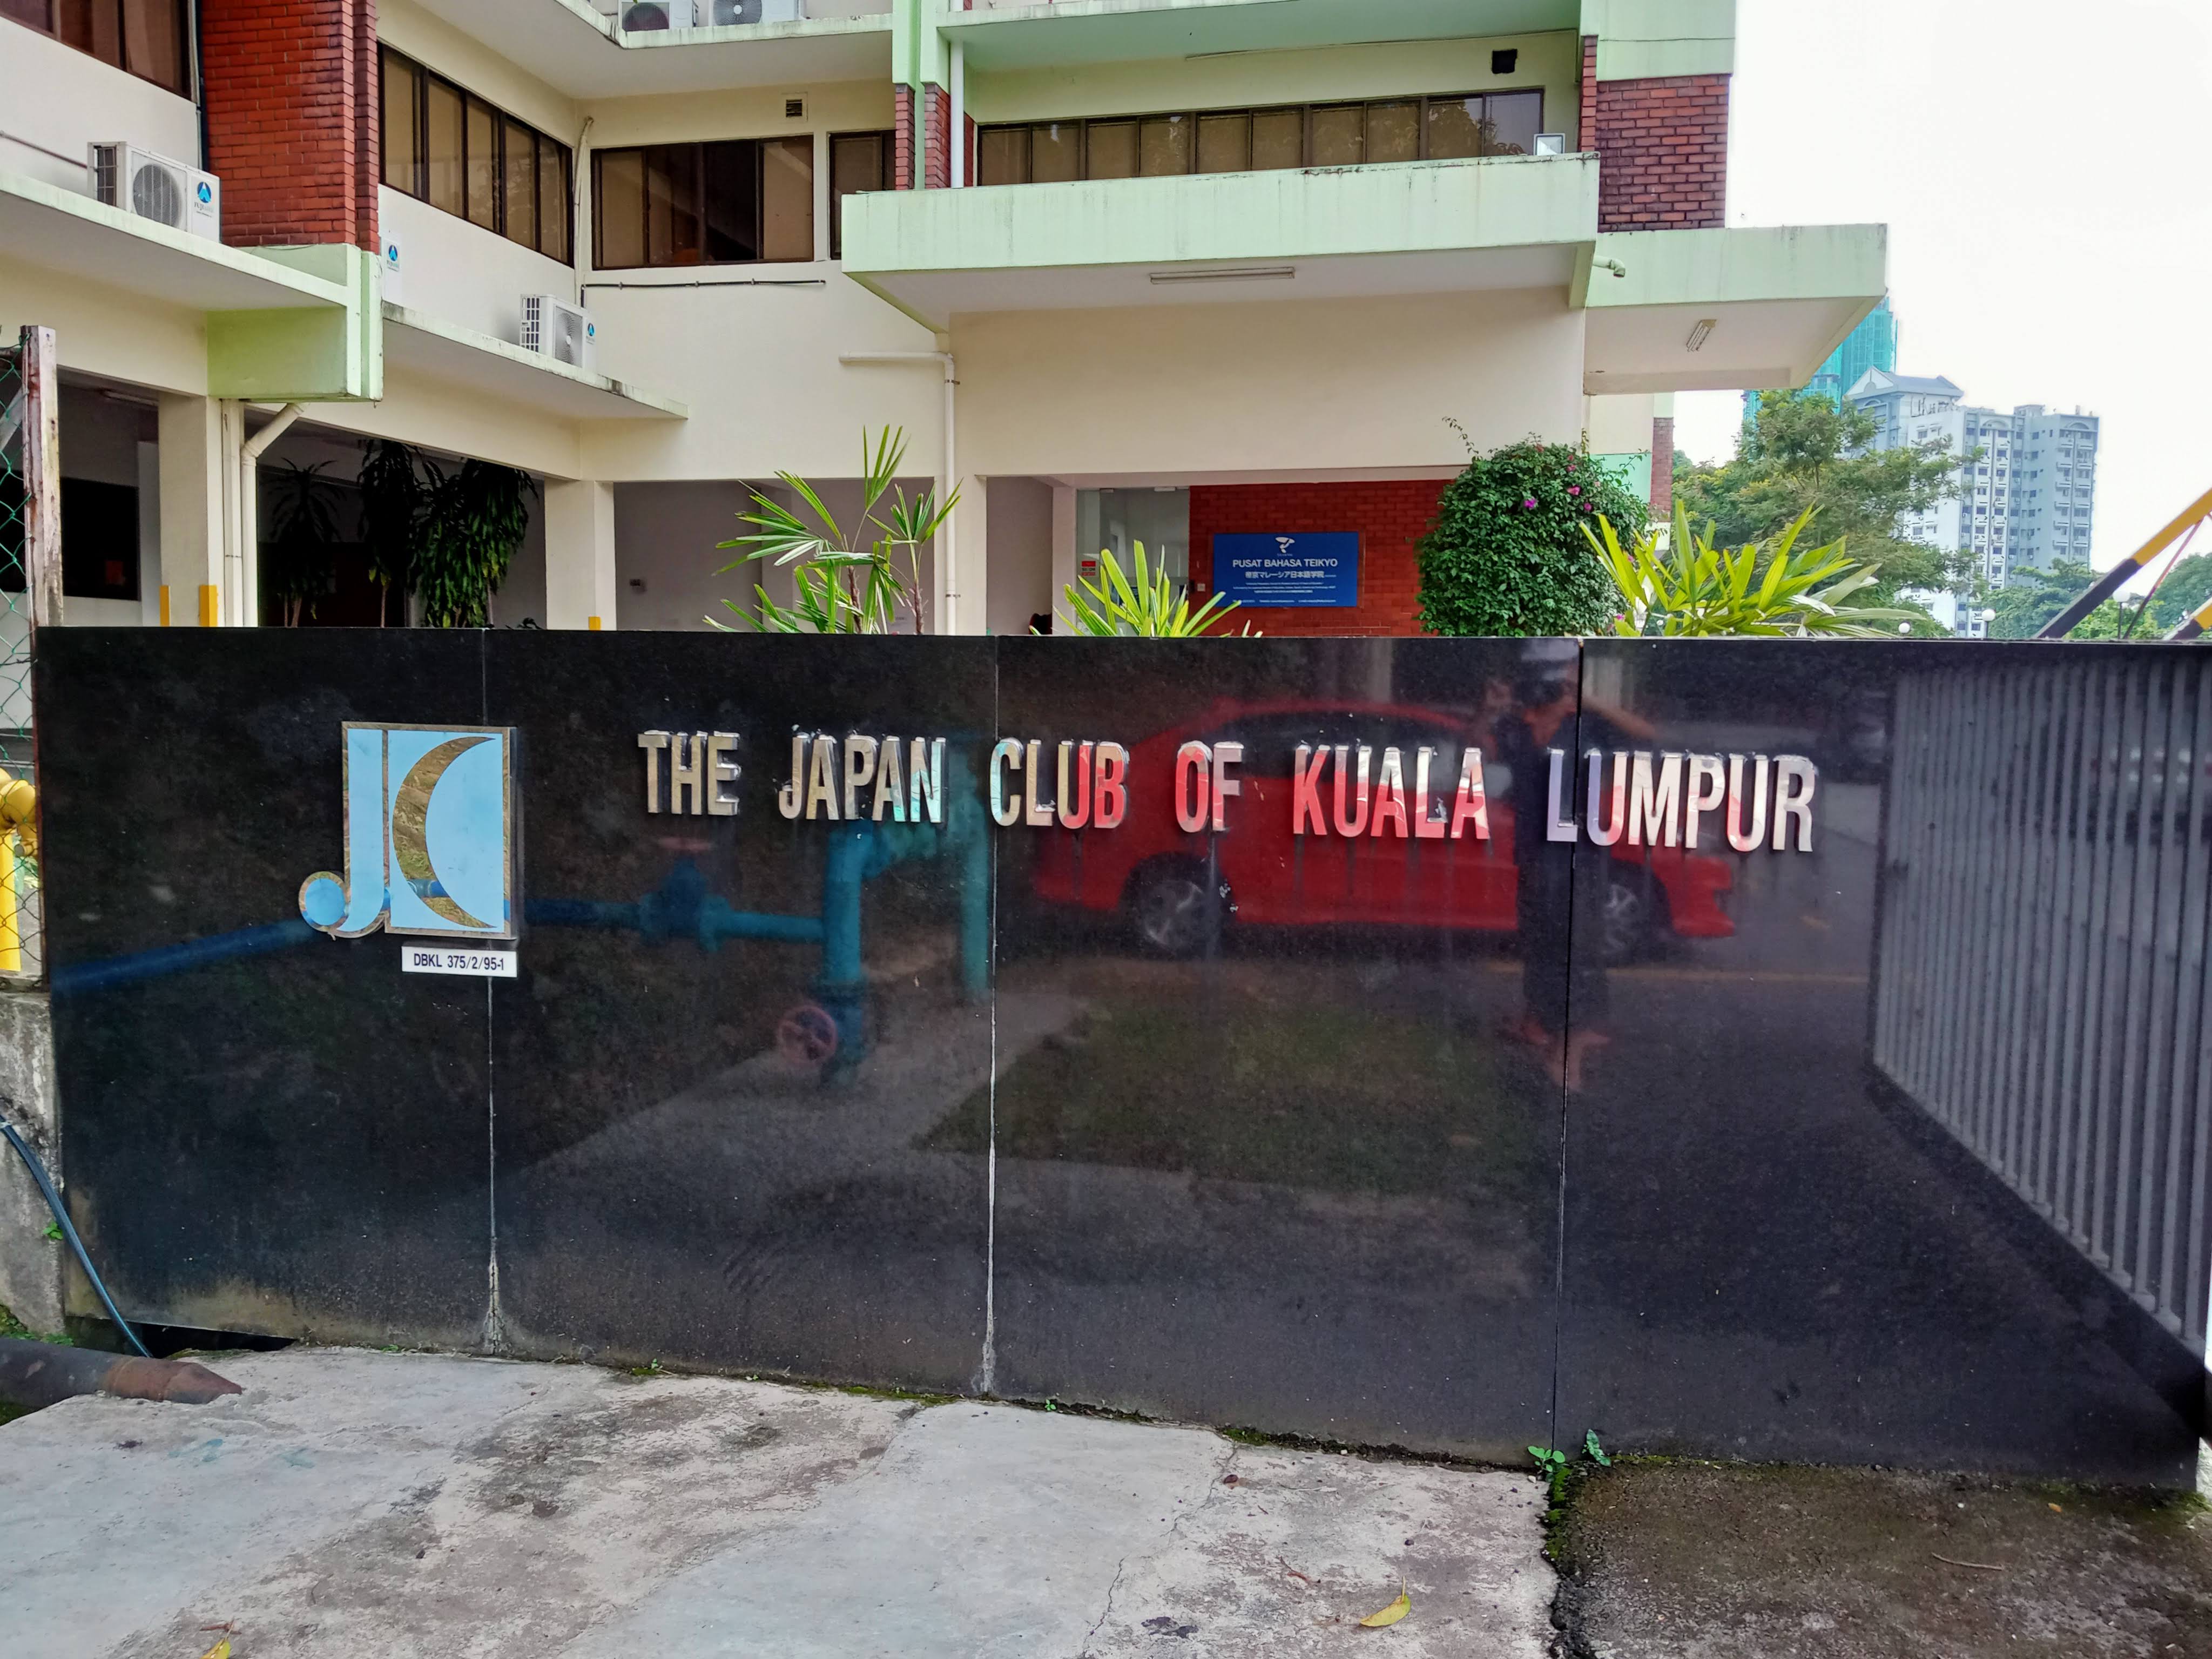 PUSAT BAHASA TEIKYO
帝京マレーシア日本語学院
THE JAPAN CLUB OF KUALA LUMPUR
JC
DBKL 375/2/95-1